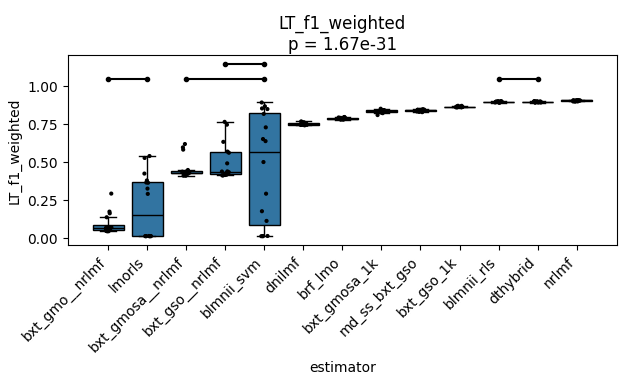 LT_f1_weighted
p = 1.67e-31
LT_f1_weighted
1.00
0.75
0.50
0.25
0.00
bxt_gmo__nrlmf
lmorls
bxt_gmosa__nrlmf
bxt_gso__nrlmf
blmnii_svm
dnilmf
brf_lmo
bxt_gmosa_1k
md_ss_bxt_gso
bxt_gso_1k
blmnii_rls
dthybrid
nrlmf
estimator